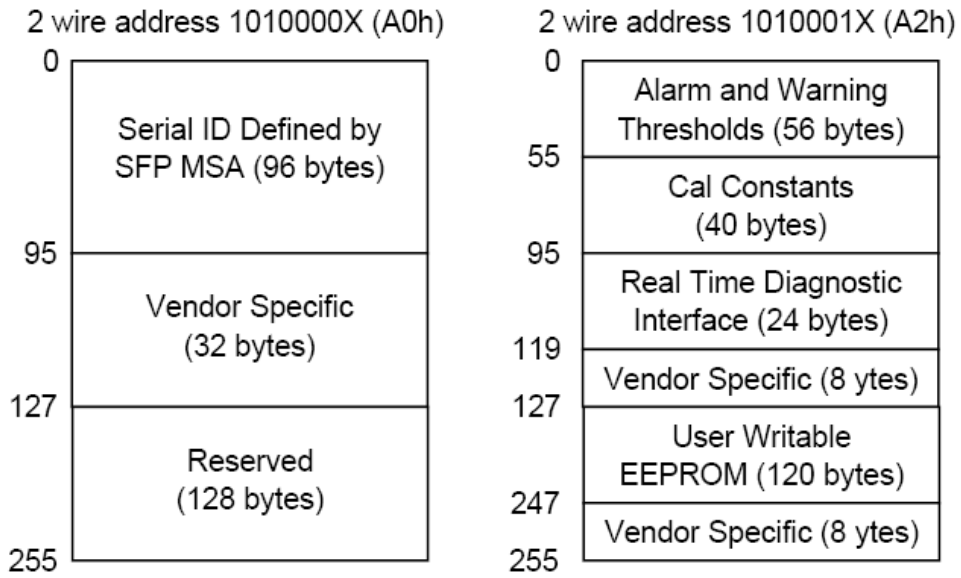 2 wire address 1010000X (A0h)
0
Serial ID Defined by
SFP MSA (96 bytes)
95
Vendor Specific
(32 bytes)
127
Reserved
(128 bytes)
255
2 wire address 1010001X (A2h)
0
Alarm and Warning
Thresholds (56 bytes)
55
Cal Constants
(40 bytes)
95
Real Time Diagnostic
Interface (24 bytes)
119
Vendor Specific (8 ytes)
127
User Writable
EEPROM (120 bytes)
247
Vendor Specific (8 ytes)
255